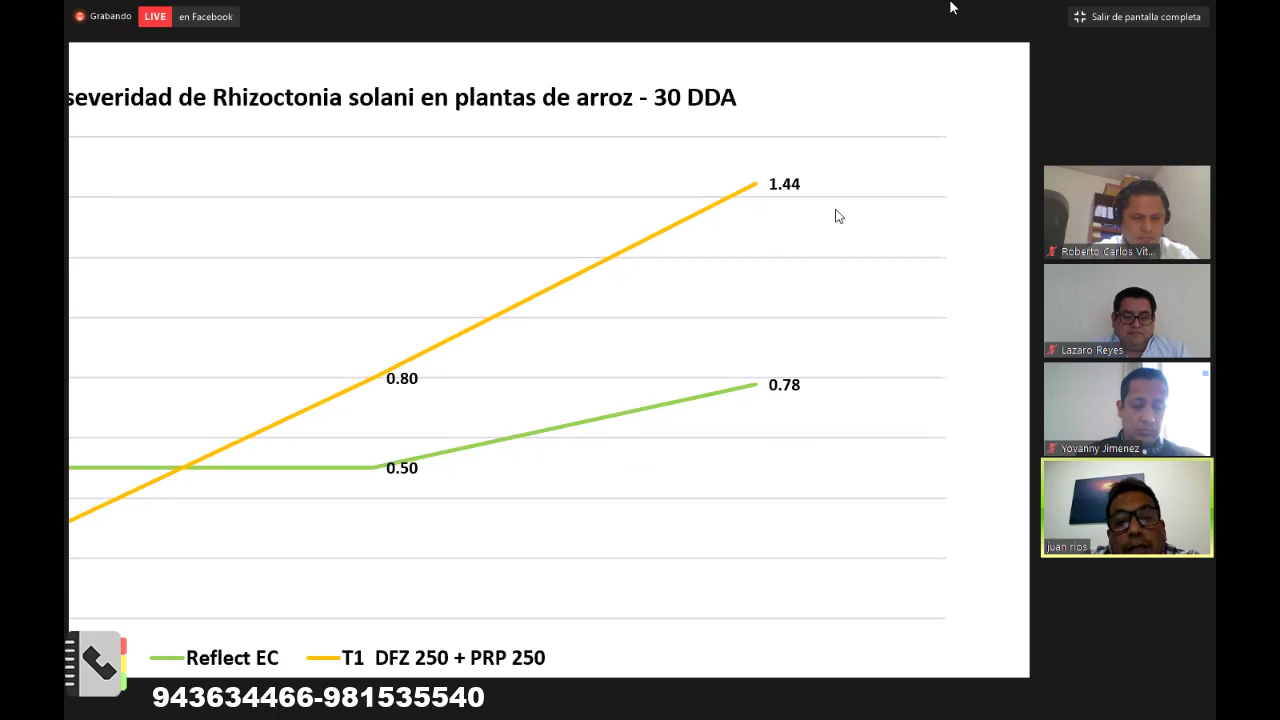 Grabando
LIVE
en Facebook
Salir de pantalla completa
severidad de Rhizoctonia solani en plantas de arroz - 30 DDA
1.44
0.80
0.78
0.50
Reflect EC
T1 DFZ 250 + PRP 250
943634466-981535540
Roberto Carlos Vit...
Lazaro Reyes
Yovanny Jimenez
juan rios